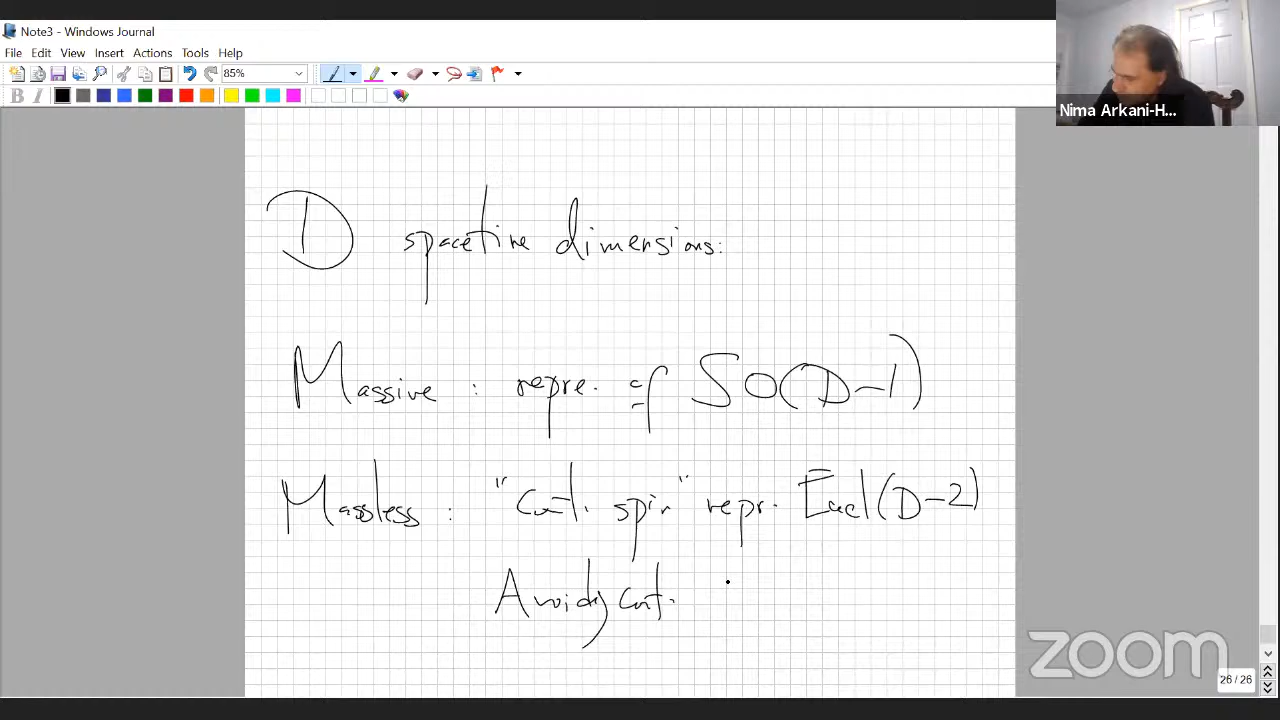 Note3 - Windows Journal
File Edit View Insert Actions Tools Help
85%
B I
Nima Arkani-H...
D spacetime dimensions:
Massive : repre. of SO(D-1)
Massless : "Cont. spin" repr. Eucl(D-2)
Avoiding cont.
zoom
26 / 26